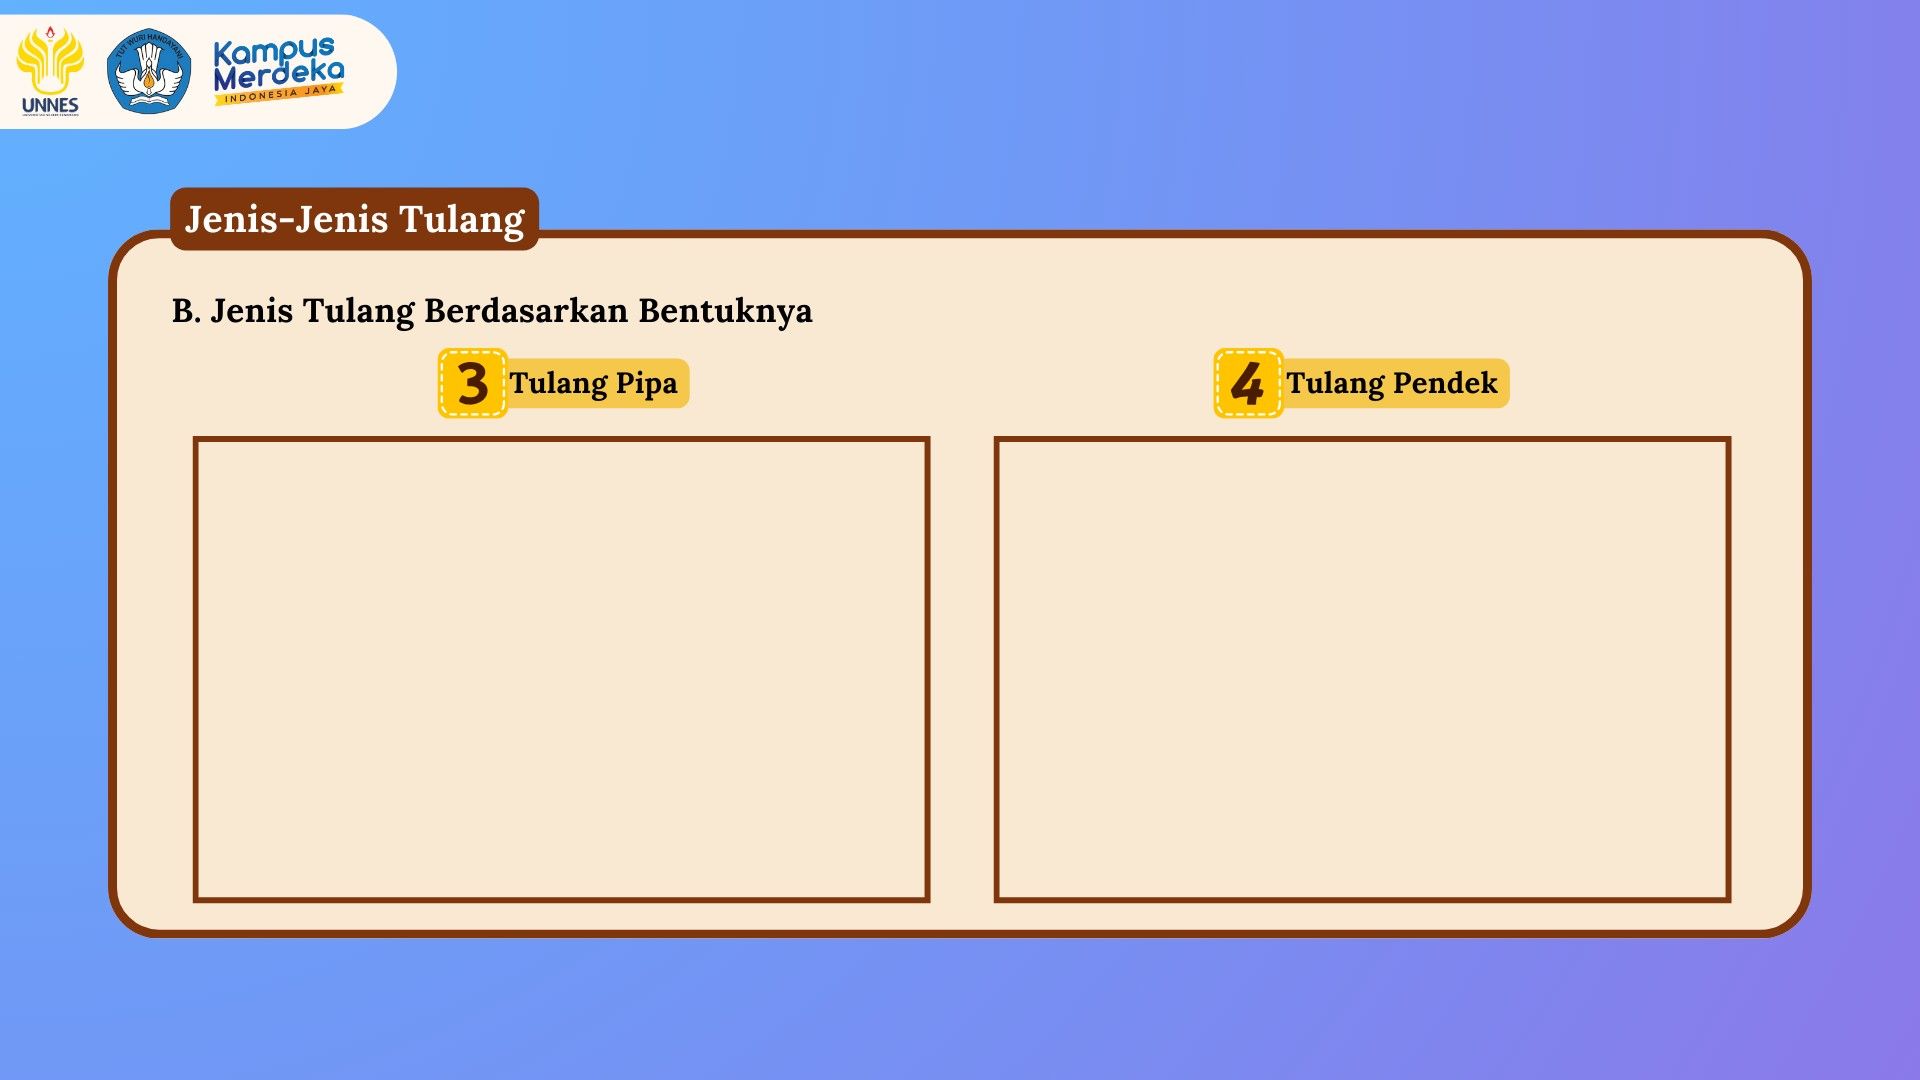 UNNES
TUT WURI HANDAYANI
Kampus
Merdeka
INDONESIA JAYA
Jenis-Jenis Tulang
B. Jenis Tulang Berdasarkan Bentuknya
3 Tulang Pipa
4 Tulang Pendek